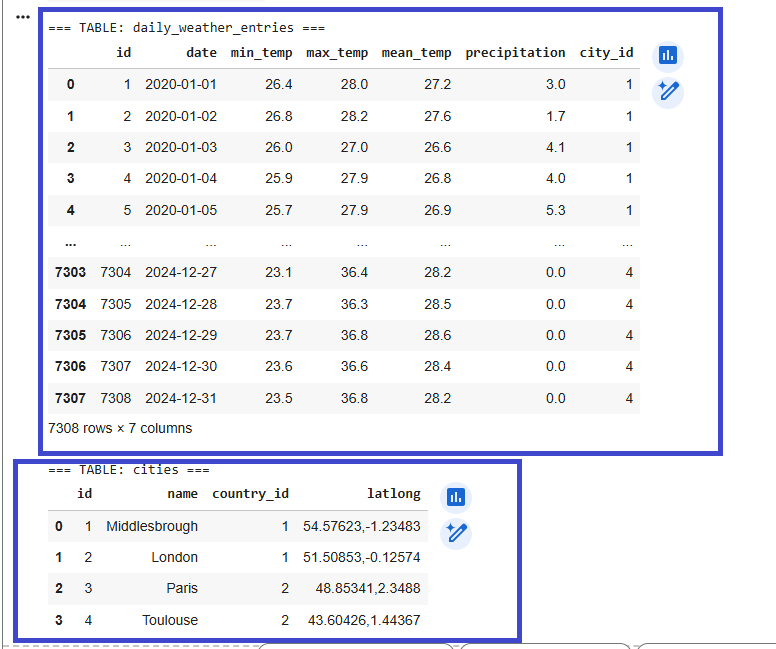 === TABLE: daily_weather_entries ===
id date min_temp max_temp mean_temp precipitation city_id
0 1 2020-01-01 26.4 28.0 27.2 3.0 1
1 2 2020-01-02 26.8 28.2 27.6 1.7 1
2 3 2020-01-03 26.0 27.0 26.6 4.1 1
3 4 2020-01-04 25.9 27.9 26.8 4.0 1
4 5 2020-01-05 25.7 27.9 26.9 5.3 1
... ... ... ... ... ... ... ...
7303 7304 2024-12-27 23.1 36.4 28.2 0.0 4
7304 7305 2024-12-28 23.7 36.3 28.5 0.0 4
7305 7306 2024-12-29 23.7 36.8 28.6 0.0 4
7306 7307 2024-12-30 23.6 36.6 28.4 0.0 4
7307 7308 2024-12-31 23.5 36.8 28.2 0.0 4
7308 rows × 7 columns
=== TABLE: cities ===
id name country_id latlong
0 1 Middlesbrough 1 54.57623,-1.23483
1 2 London 1 51.50853,-0.12574
2 3 Paris 2 48.85341,2.3488
3 4 Toulouse 2 43.60426,1.44367